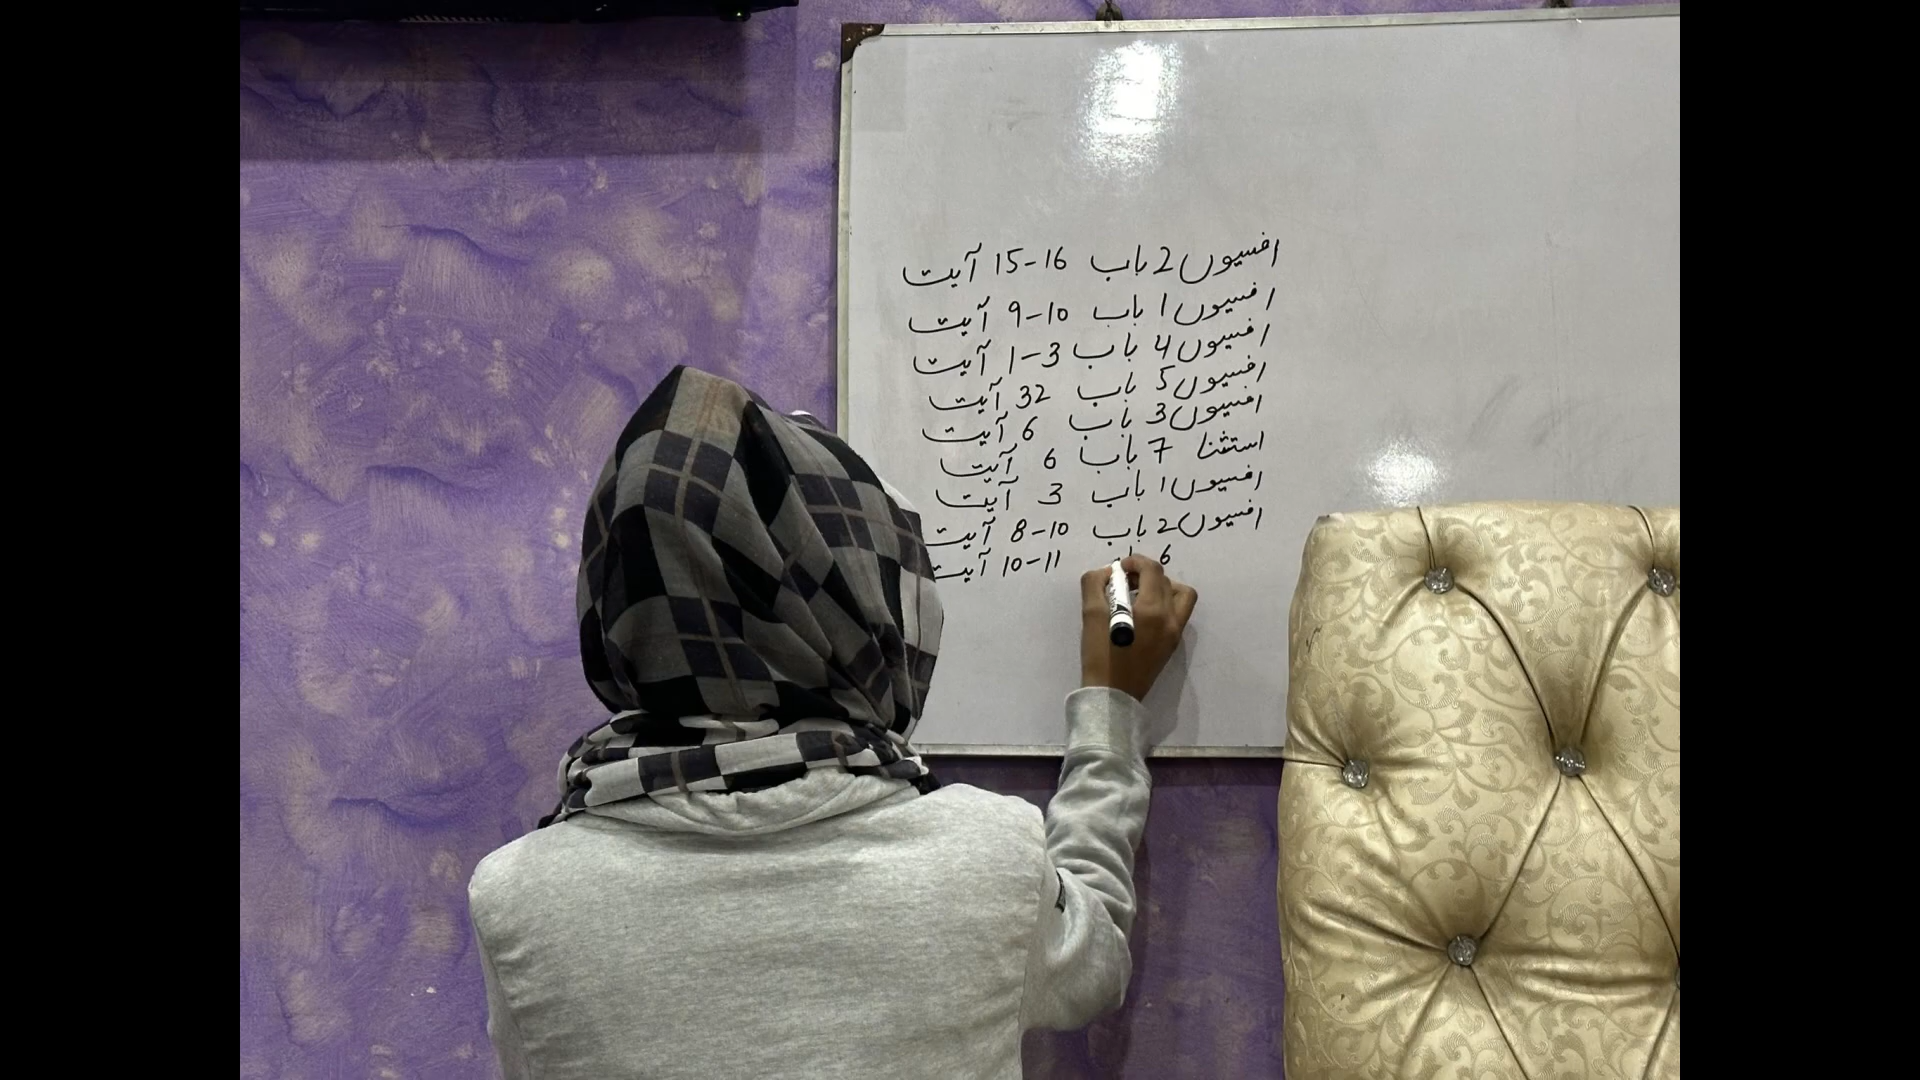 افسیوں 2 باب 15-16 آیت
افسیوں 1 باب 9-10 آیت
افسیوں 4 باب 1-3 آیت
افسیوں 5 باب 32 آیت
افسیوں 3 باب 6 آیت
استثنا 7 باب 6 آیت
افسیوں 1 باب 3 آیت
افسیوں 2 باب 8-10 آیت
6 10-11 آیت